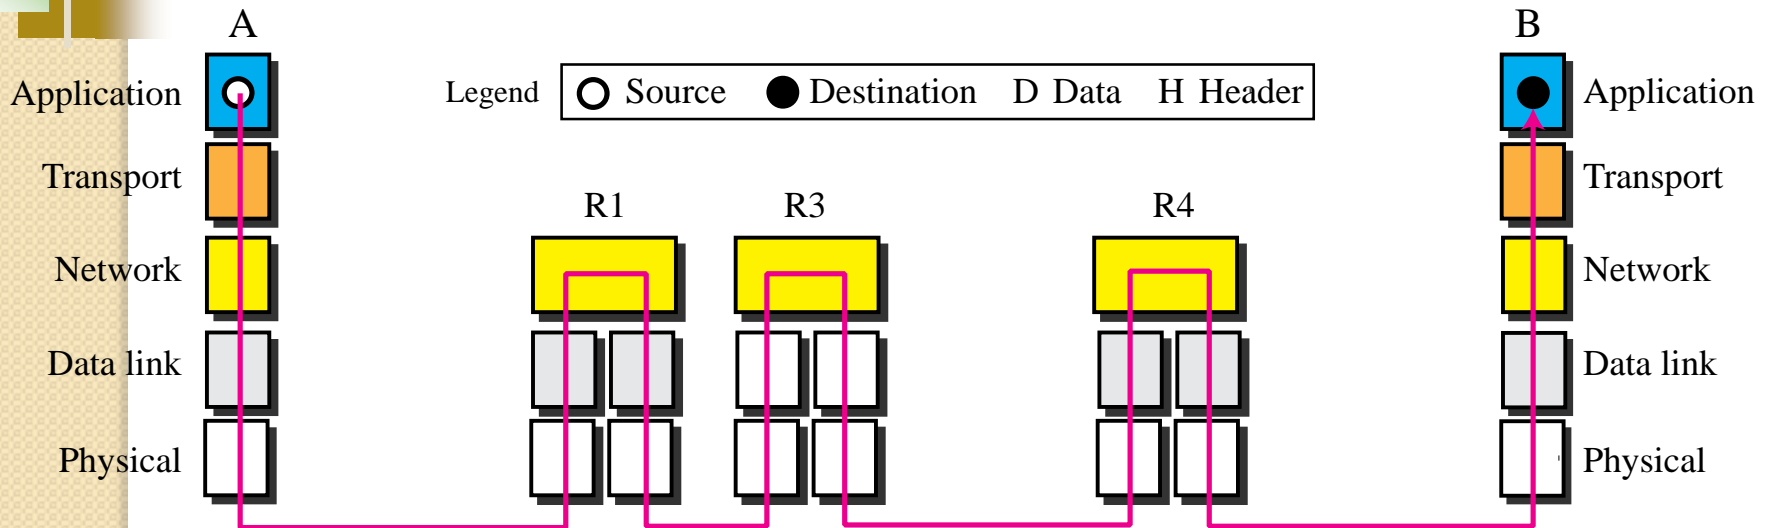 A
B
Legend
Source
Destination
D Data
H Header
Application
Application
Transport
Transport
R1
R3
R4
Network
Network
Data link
Data link
Physical
Physical